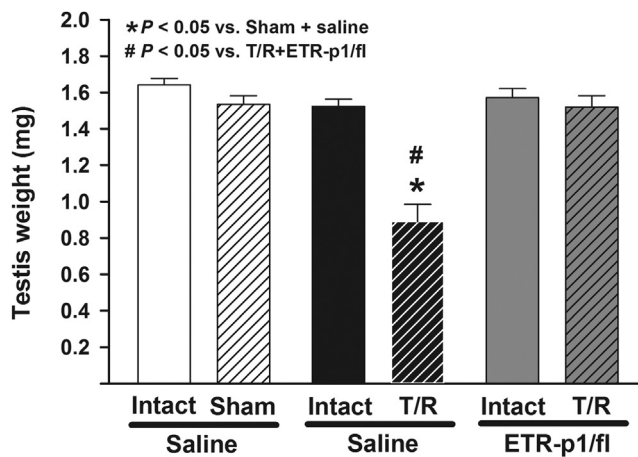 * P < 0.05 vs. Sham + saline
# P < 0.05 vs. T/R+ETR-p1/fl
Testis weight (mg)
2.0
1.8
1.6
1.4
1.2
1.0
0.8
0.6
0.4
0.2
#
*
Intact Sham Intact T/R Intact T/R
Saline Saline ETR-p1/fl